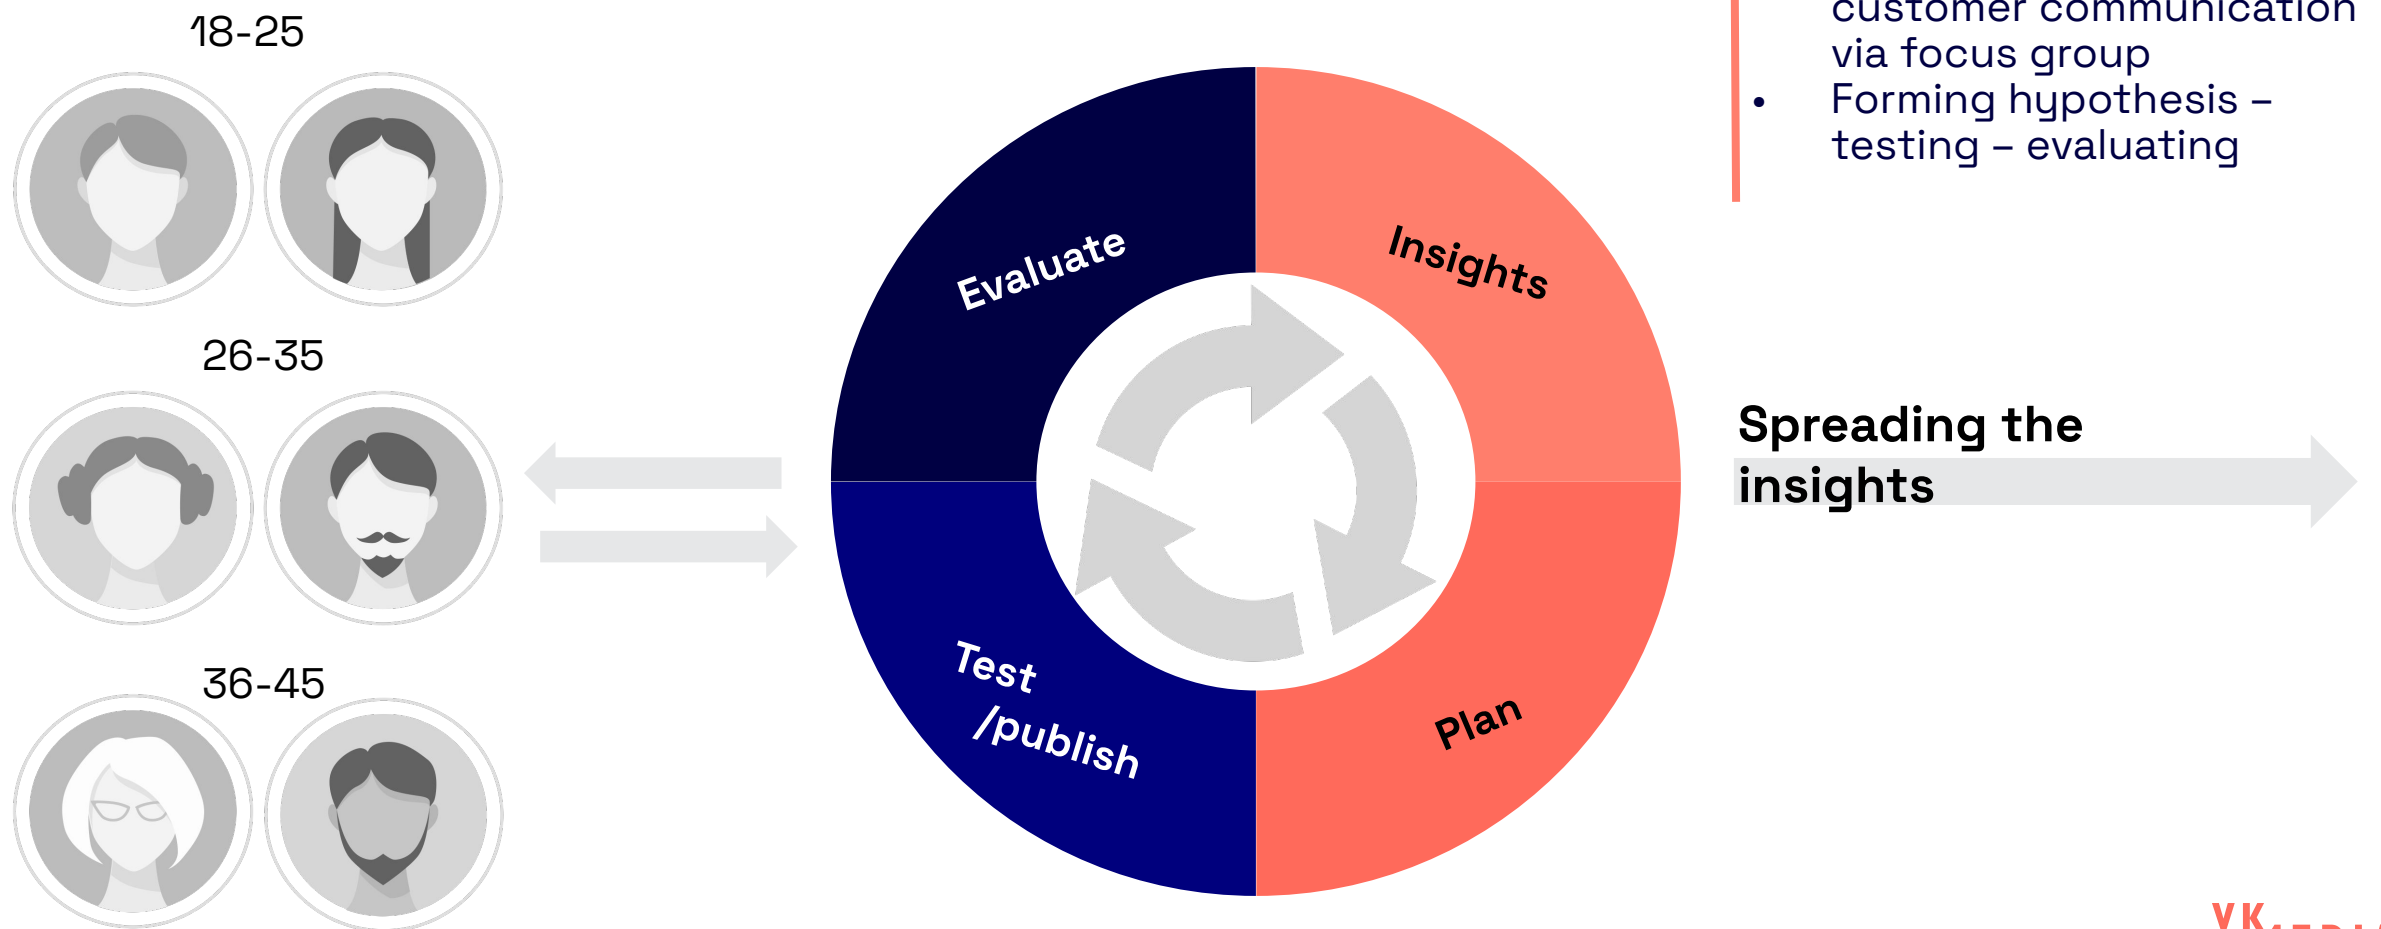 18-25
26-35
36-45
Evaluate
Insights
Test
/publish
Plan
customer communication
via focus group
• Forming hypothesis –
testing – evaluating
Spreading the
insights
VK